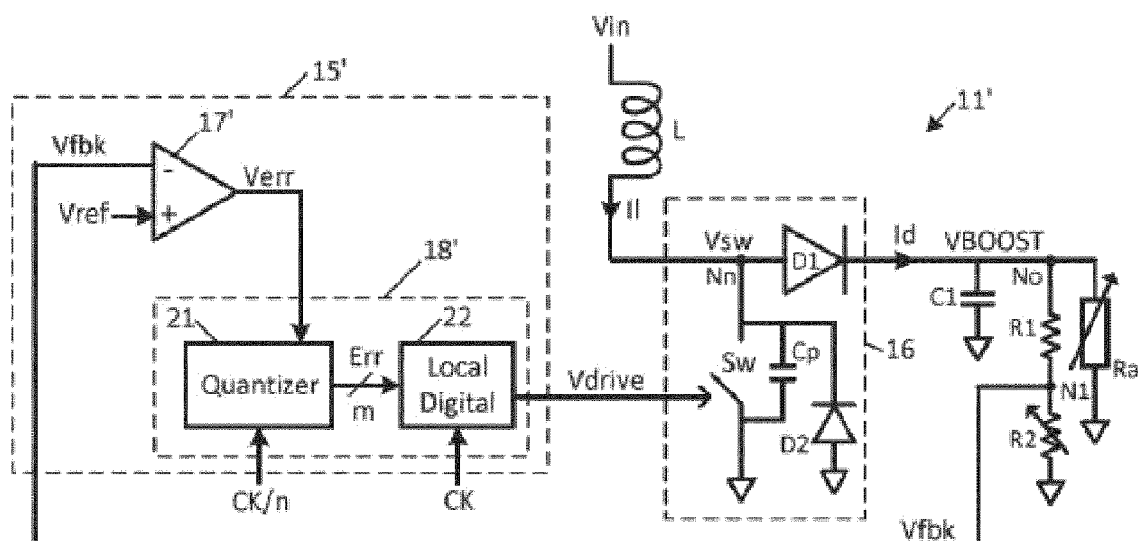 Vin
15'
11'
17'
Vfbk
L
Verr
Vref
Il
Vsw
Id
VBOOST
Nn
D1
No
18'
C1
21
22
R1
Err
16
Ra
Quantizer
Local
Digital
Vdrive
Sw
Cp
m
N1
D2
R2
CK/n
CK
Vfbk